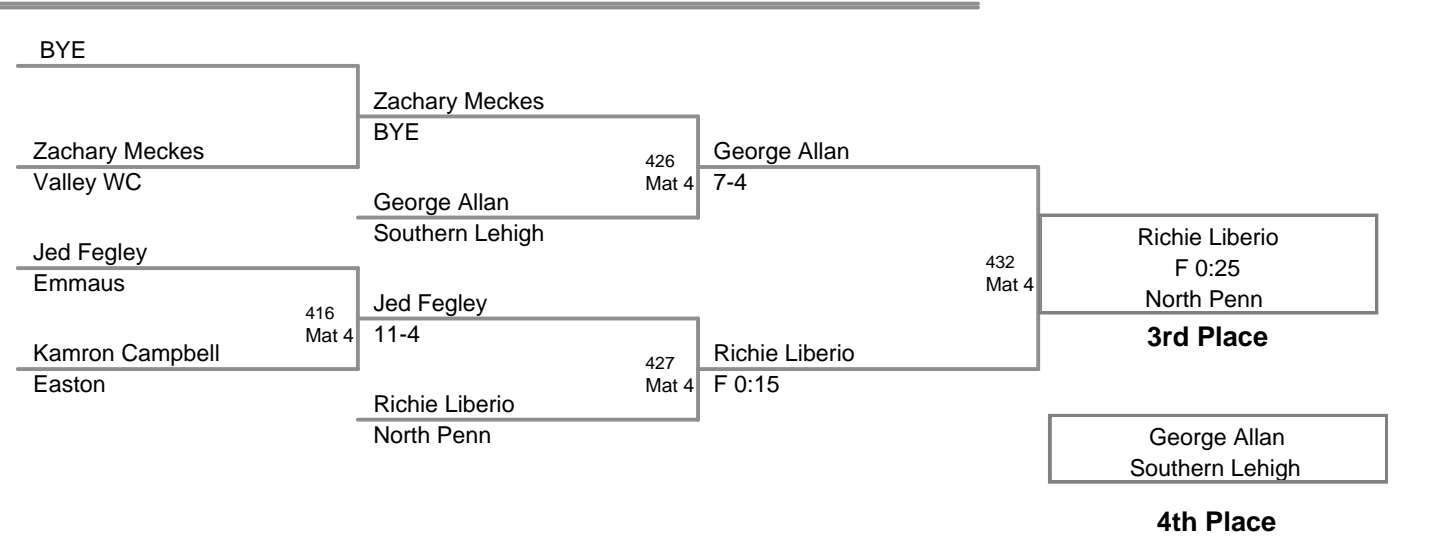 BYE
Zachary Meckes
BYE
Zachary Meckes
Valley WC
426
Mat 4
George Allan
7-4
George Allan
Southern Lehigh
Jed Fegley
Emmaus
416
Mat 4
Jed Fegley
11-4
Kamron Campbell
Easton
427
Mat 4
Richie Liberio
F 0:15
Richie Liberio
North Penn
432
Mat 4
Richie Liberio
F 0:25
North Penn
3rd Place
George Allan
Southern Lehigh
4th Place